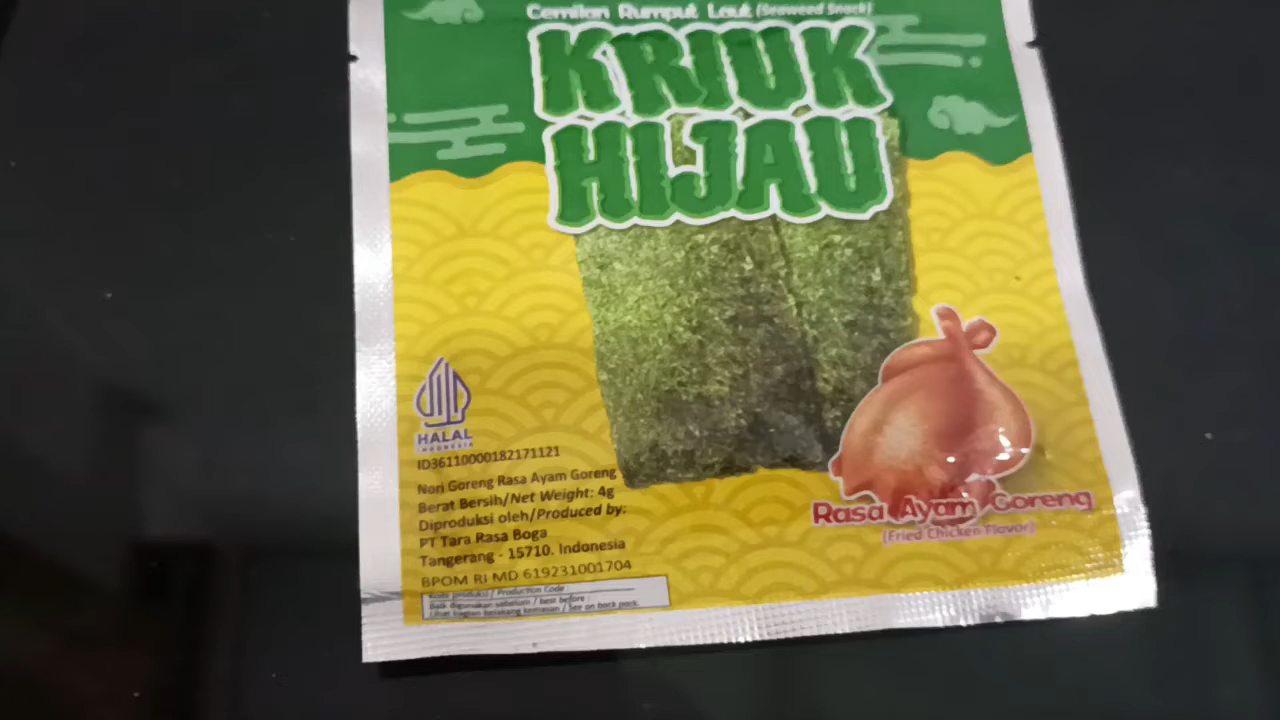 Cemilan Rumput Laut (Seaweed Snack)
KRIUK
HIJAU
HALAL
INDONESIA
ID36110000182171121
Non Goreng Rasa Ayam Goreng
Berat Bersih/Net Weight: 4g
Diproduksi oleh/Produced by:
PT Tara Rasa Boga
Tangerang - 15710. Indonesia
BPOM RI MD 619231001704
Kode produksi / Production Code
Baik digunakan sebelum / best before :
Lihat bagian belakang kemasan / See on back pack.
Rasa Ayam Goreng
(Fried Chicken Flavor)